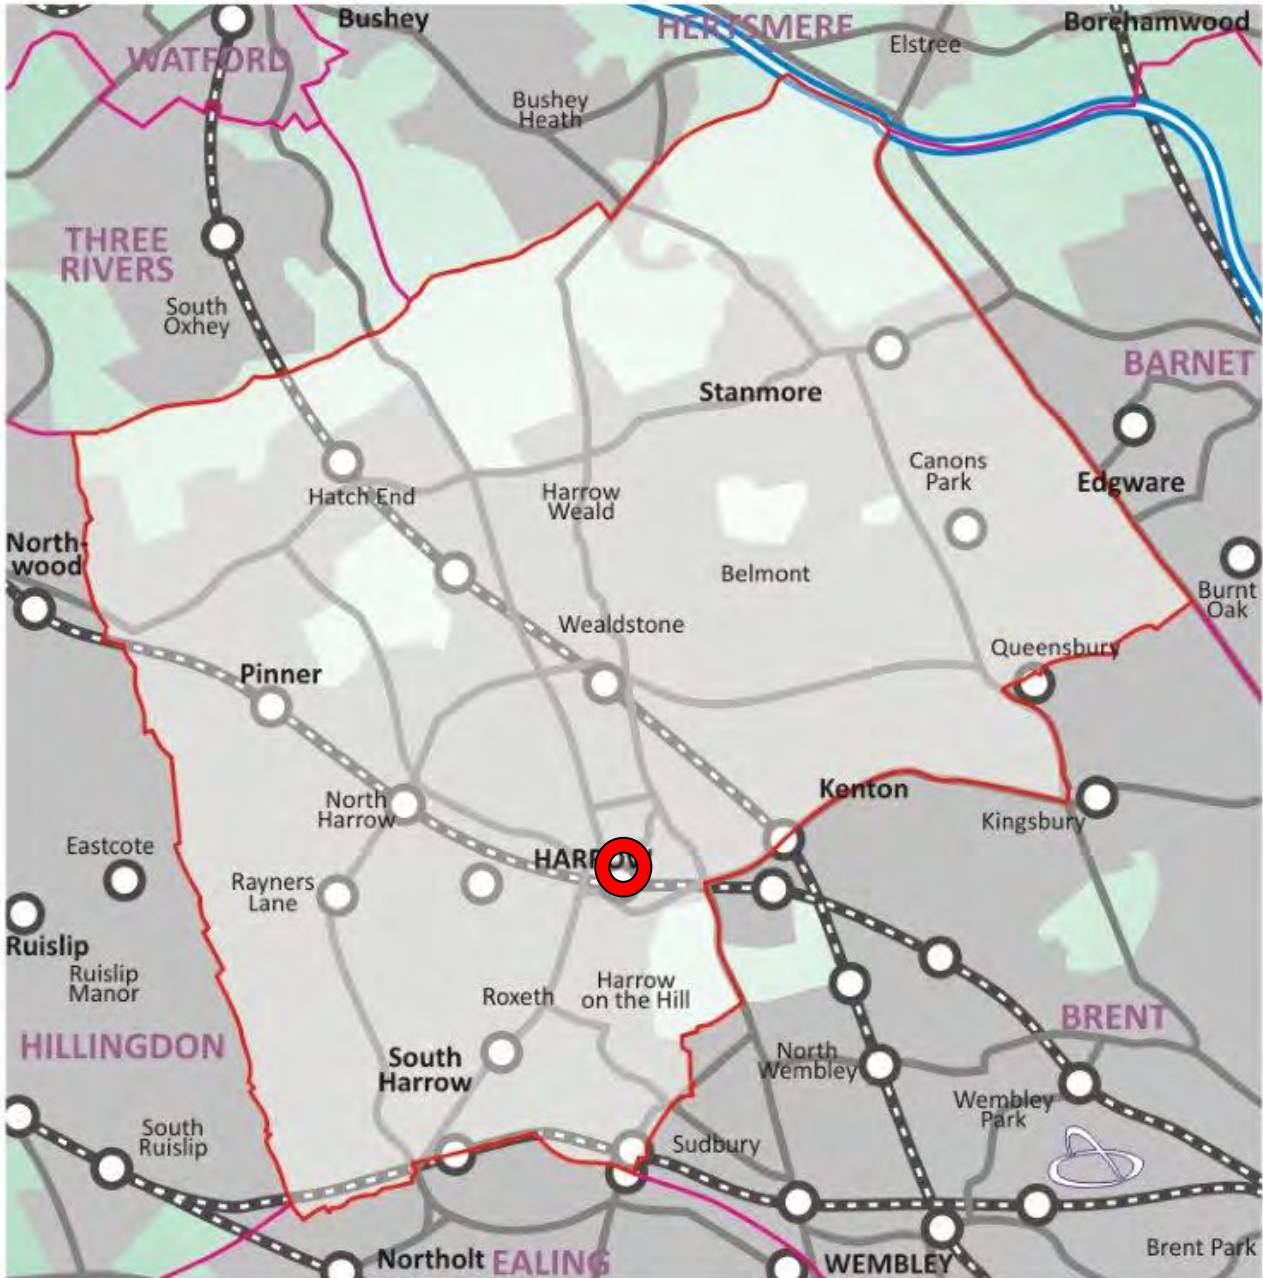 Bushey
HERTSMERE
Borehamwood
WATFORD
Elstree
Bushey
Heath
THREE
RIVERS
South
Oxhey
BARNET
Stanmore
Canons
Park
Edgware
Hatch End
Harrow
Weald
North-
wood
Belmont
Burnt
Oak
Wealdstone
Queensbury
Pinner
Kenton
North
Harrow
Kingsbury
Eastcote
HARROW
Rayners
Lane
Ruislip
Ruislip
Manor
Harrow
on the Hill
Roxeth
HILLINGDON
BRENT
South
Harrow
North
Wembley
Wembley
Park
South
Ruislip
Sudbury
Northolt
EALING
WEMBLEY
Brent Park